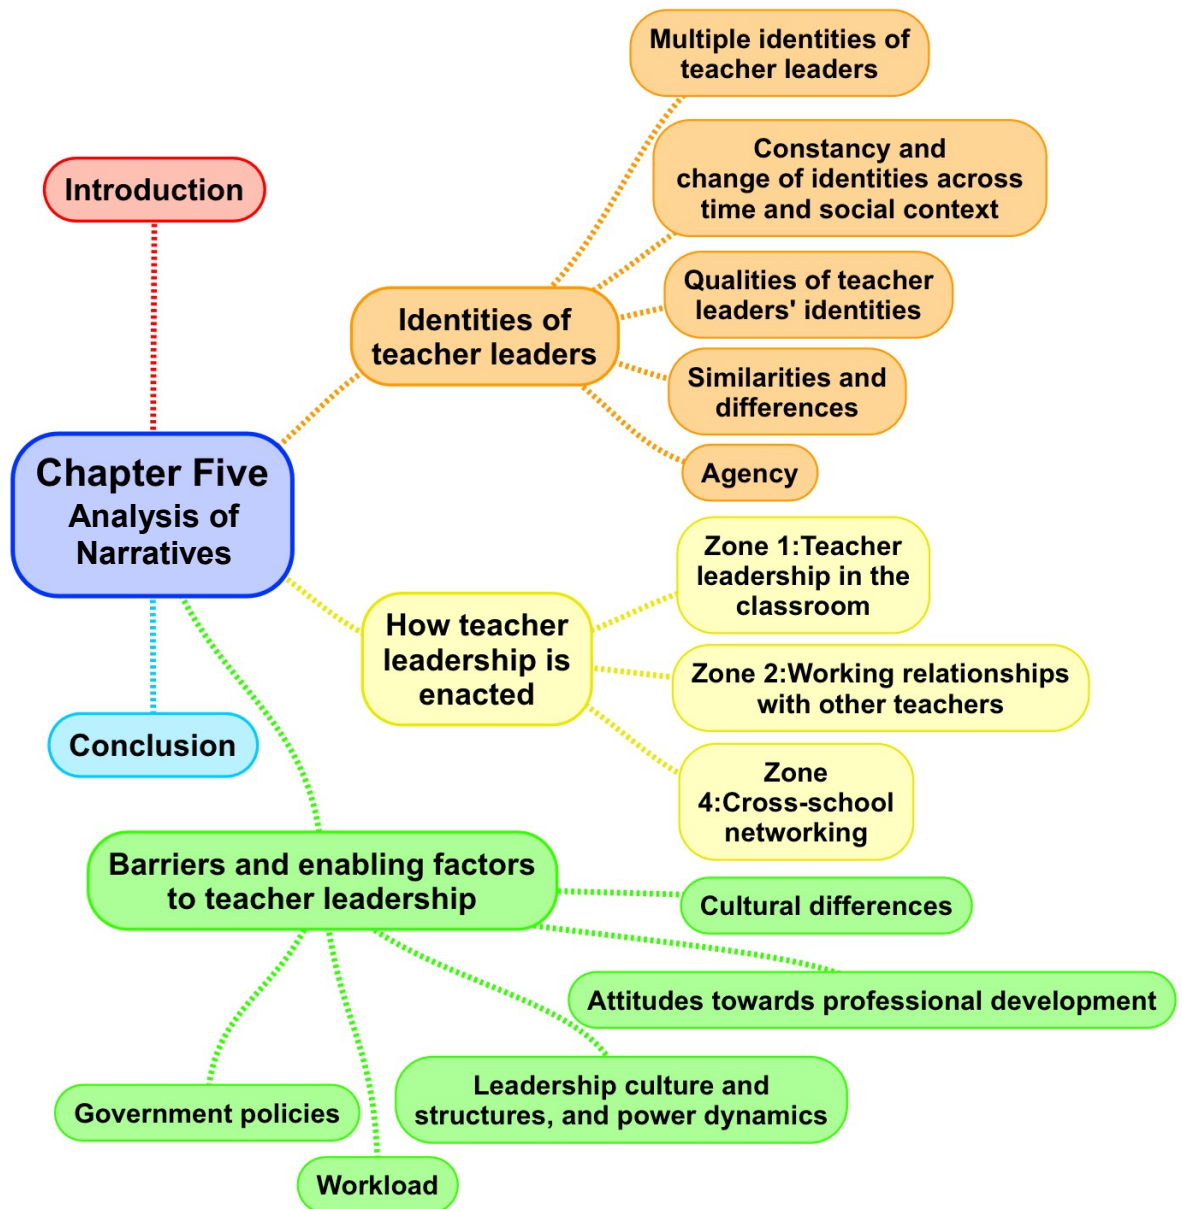 Multiple identities of
teacher leaders
Constancy and
change of identities across
time and social context
Introduction
Qualities of teacher
leaders' identities
Identities of
teacher leaders
Similarities and
differences
Agency
Chapter Five
Analysis of
Narratives
Zone 1:Teacher
leadership in the
classroom
How teacher
leadership is
enacted
Zone 2:Working relationships
with other teachers
Conclusion
Zone
4:Cross-school
networking
Barriers and enabling factors
to teacher leadership
Cultural differences
Attitudes towards professional development
Leadership culture and
structures, and power dynamics
Government policies
Workload